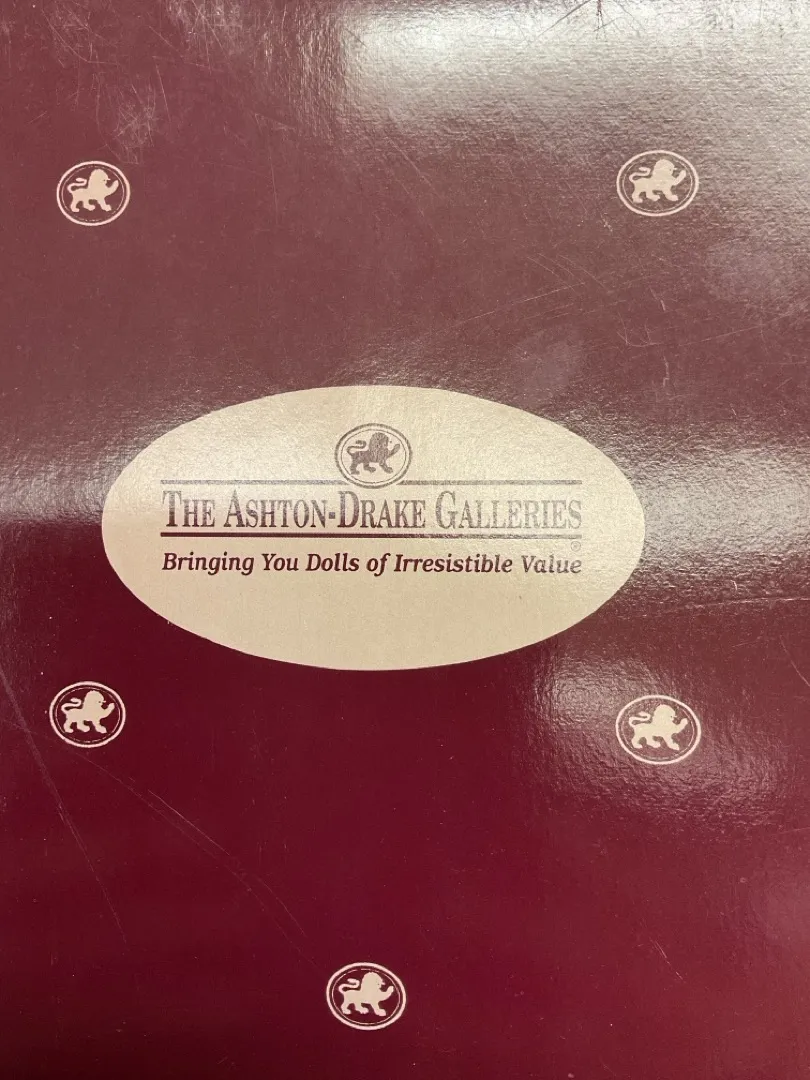 THE ASHTON-DRAKE GALLERIES
®
Bringing You Dolls of Irresistible Value